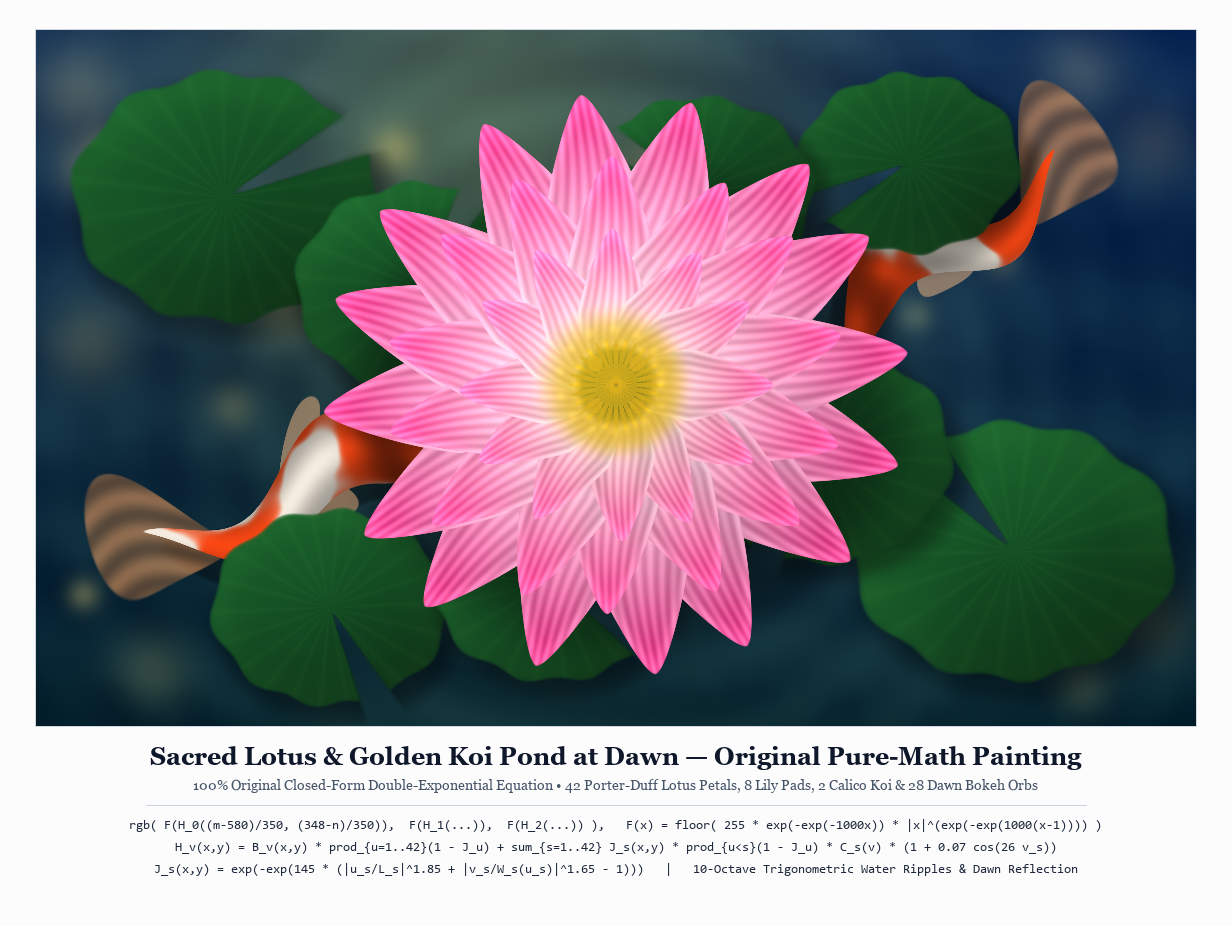 Sacred Lotus & Golden Koi Pond at Dawn — Original Pure-Math Painting
100% Original Closed-Form Double-Exponential Equation • 42 Porter-Duff Lotus Petals, 8 Lily Pads, 2 Calico Koi & 28 Dawn Bokeh Orbs
rgb( F(H_0((m-580)/350, (348-n)/350)),  F(H_1(...)),  F(H_2(...)) ),   F(x) = floor( 255 * exp(-exp(-1000x)) * |x|^(exp(-exp(1000(x-1)))) )
H_v(x,y) = B_v(x,y) * prod_{u=1..42}(1 - J_u) + sum_{s=1..42} J_s(x,y) * prod_{u<s}(1 - J_u) * C_s(v) * (1 + 0.07 cos(26 v_s))
J_s(x,y) = exp(-exp(145 * (|u_s/L_s|^1.85 + |v_s/W_s(u_s)|^1.65 - 1)))   |   10-Octave Trigonometric Water Ripples & Dawn Reflection